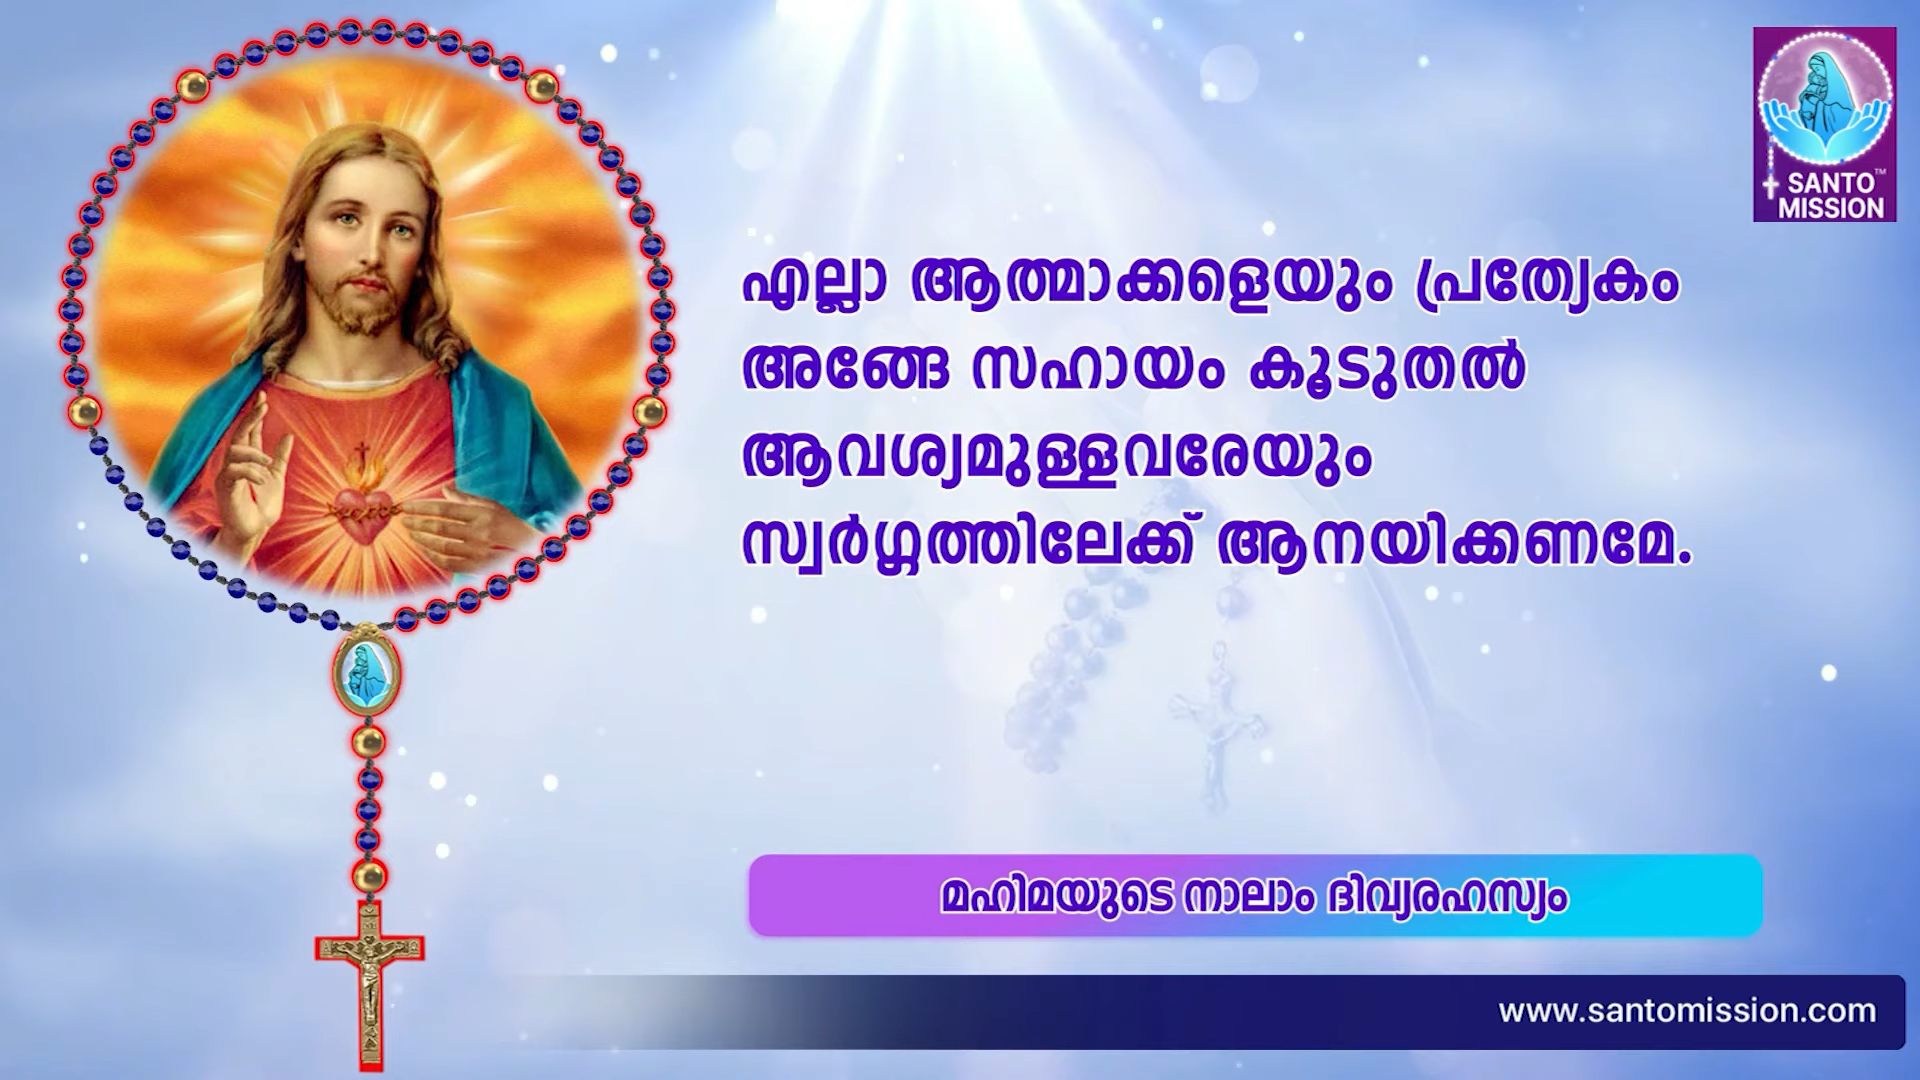 SANTO™
MISSION
എല്ലാ ആത്മാക്കളെയും പ്രത്യേകം
അങ്ങേ സഹായം കൂടുതൽ
ആവശ്യമുള്ളവരേയും
സ്വർഗ്ഗത്തിലേക്ക് ആനയിക്കണമേ.
മഹിമയുടെ നാലാം ദിവ്യരഹസ്യം
www.santomission.com